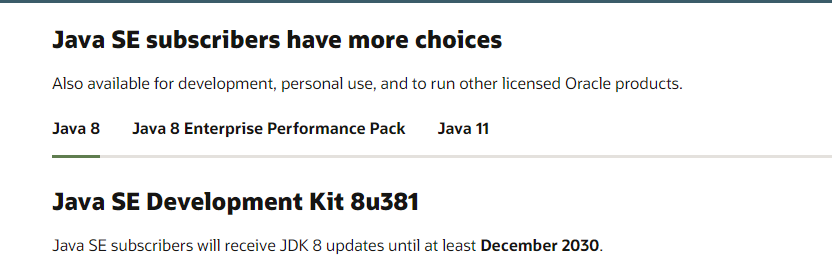 Java SE subscribers have more choices
Also available for development, personal use, and to run other licensed Oracle products.
Java 8 Java 8 Enterprise Performance Pack Java 11
Java SE Development Kit 8u381
Java SE subscribers will receive JDK 8 updates until at least December 2030.